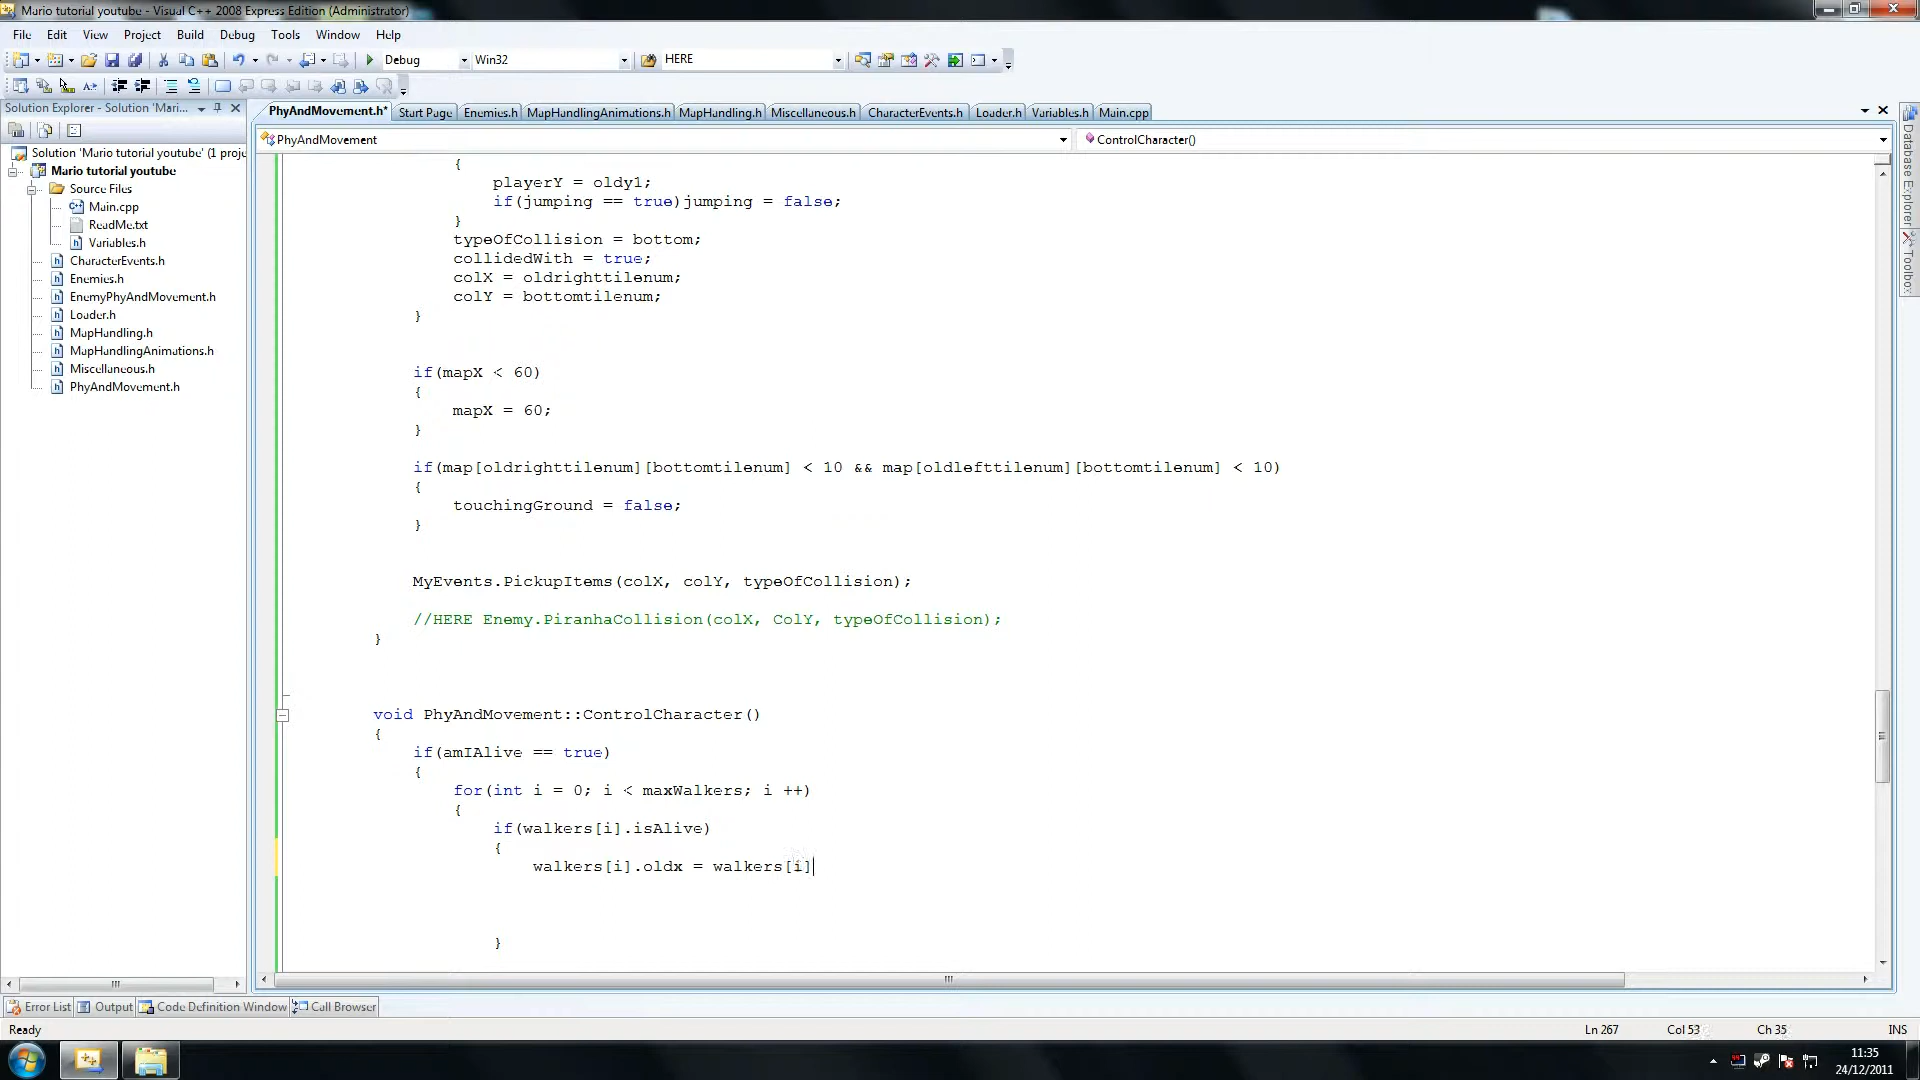 Mario tutorial youtube - Visual C++ 2008 Express Edition (Administrator)
File Edit View Project Build Debug Tools Window Help
Debug Win32 HERE
Solution Explorer - Solution 'Mari...
PhyAndMovement.h* Start Page Enemies.h MapHandlingAnimations.h MapHandling.h Miscellaneous.h CharacterEvents.h Loader.h Variables.h Main.cpp
PhyAndMovement ControlCharacter()
Solution 'Mario tutorial youtube' (1 proje
Mario tutorial youtube
Source Files
Main.cpp
ReadMe.txt
Variables.h
CharacterEvents.h
Enemies.h
EnemyPhyAndMovement.h
Loader.h
MapHandling.h
MapHandlingAnimations.h
Miscellaneous.h
PhyAndMovement.h
{
playerY = oldy1;
if(jumping == true)jumping = false;
}
typeOfCollision = bottom;
collidedWith = true;
colX = oldrighttilenum;
colY = bottomtilenum;
}
if(mapX < 60)
{
mapX = 60;
}
if(map[oldrighttilenum][bottomtilenum] < 10 && map[oldlefttilenum][bottomtilenum] < 10)
{
touchingGround = false;
}
MyEvents.PickupItems(colX, colY, typeOfCollision);
//HERE Enemy.PiranhaCollision(colX, ColY, typeOfCollision);
}
void PhyAndMovement::ControlCharacter()
{
if(amIAlive == true)
{
for(int i = 0; i < maxWalkers; i ++)
{
if(walkers[i].isAlive)
{
walkers[i].oldx = walkers[i]
}
Database Explorer
Toolbox
Error List Output Code Definition Window Call Browser
Ready Ln 267 Col 53 Ch 35 INS
11:35
24/12/2011